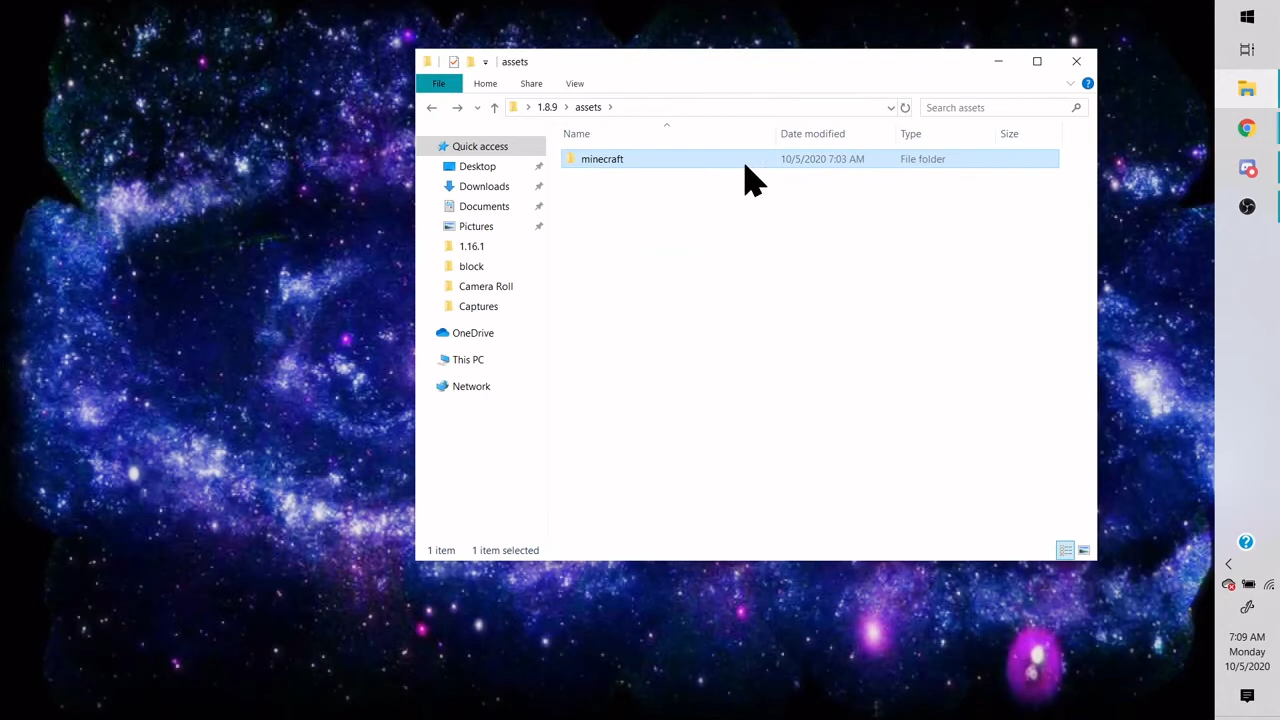 assets
File Home Share View
1.8.9 assets Search assets
Name Date modified Type Size
minecraft 10/5/2020 7:03 AM File folder
Quick access
Desktop
Downloads
Documents
Pictures
1.16.1
block
Camera Roll
Captures
OneDrive
This PC
Network
1 item 1 item selected
7:09 AM
Monday
10/5/2020